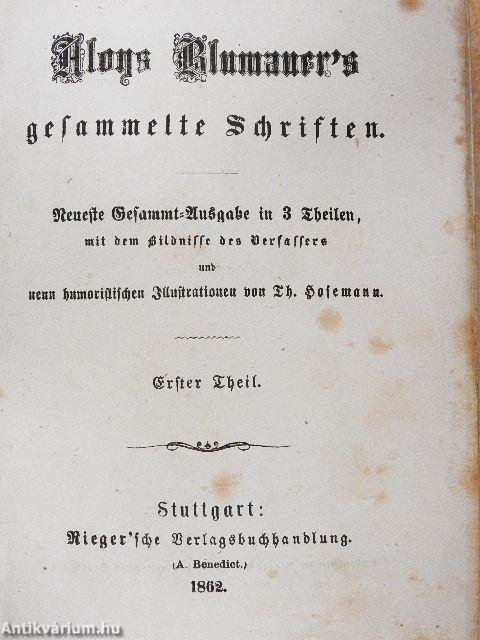 Aloys Blumauer's
gesammelte Schriften.
Neueste Gesammt-Ausgabe in 3 Theilen,
mit dem Bildnisse des Verfassers
und
neun humoristischen Illustrationen von Th. Hosemann.
Erster Theil.
Stuttgart:
Rieger'sche Verlagsbuchhandlung.
(A. Benedict.)
1862.
Antikvárium.hu